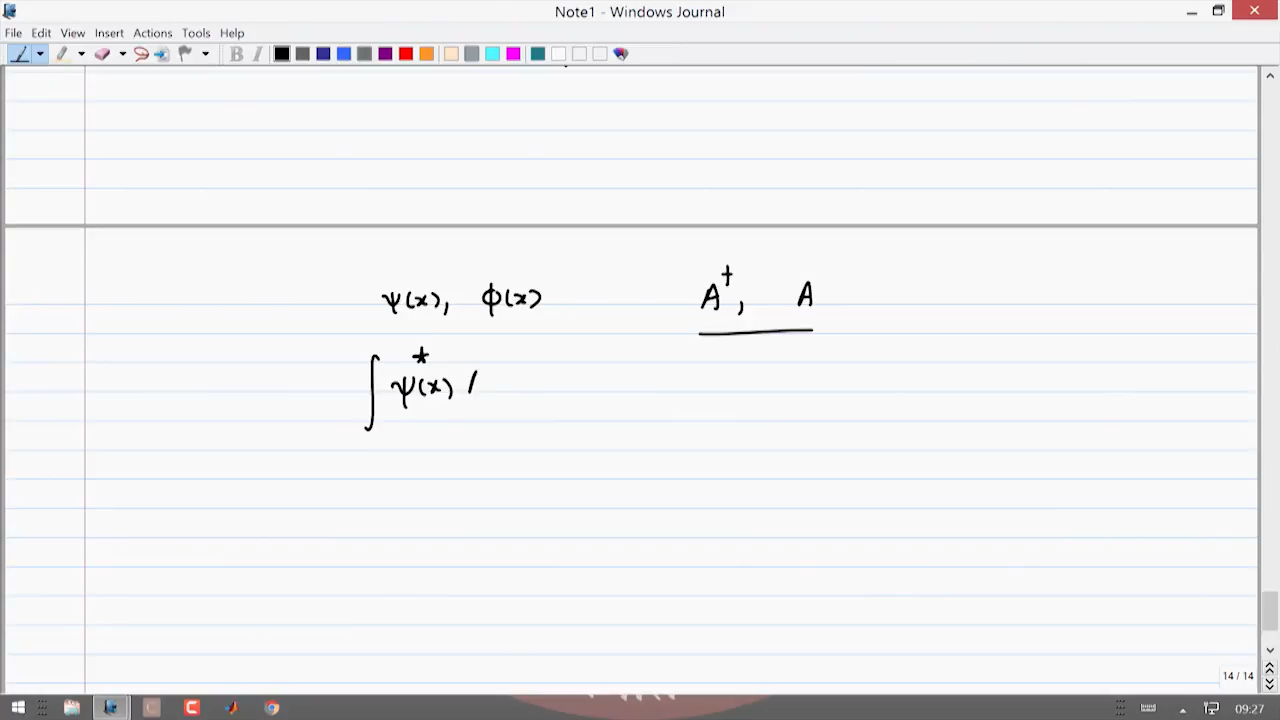 Note1 - Windows Journal
File Edit View Insert Actions Tools Help
B I
ψ(x), ϕ(x) A†, A
∫ ψ*(x)
14 / 14
09:27